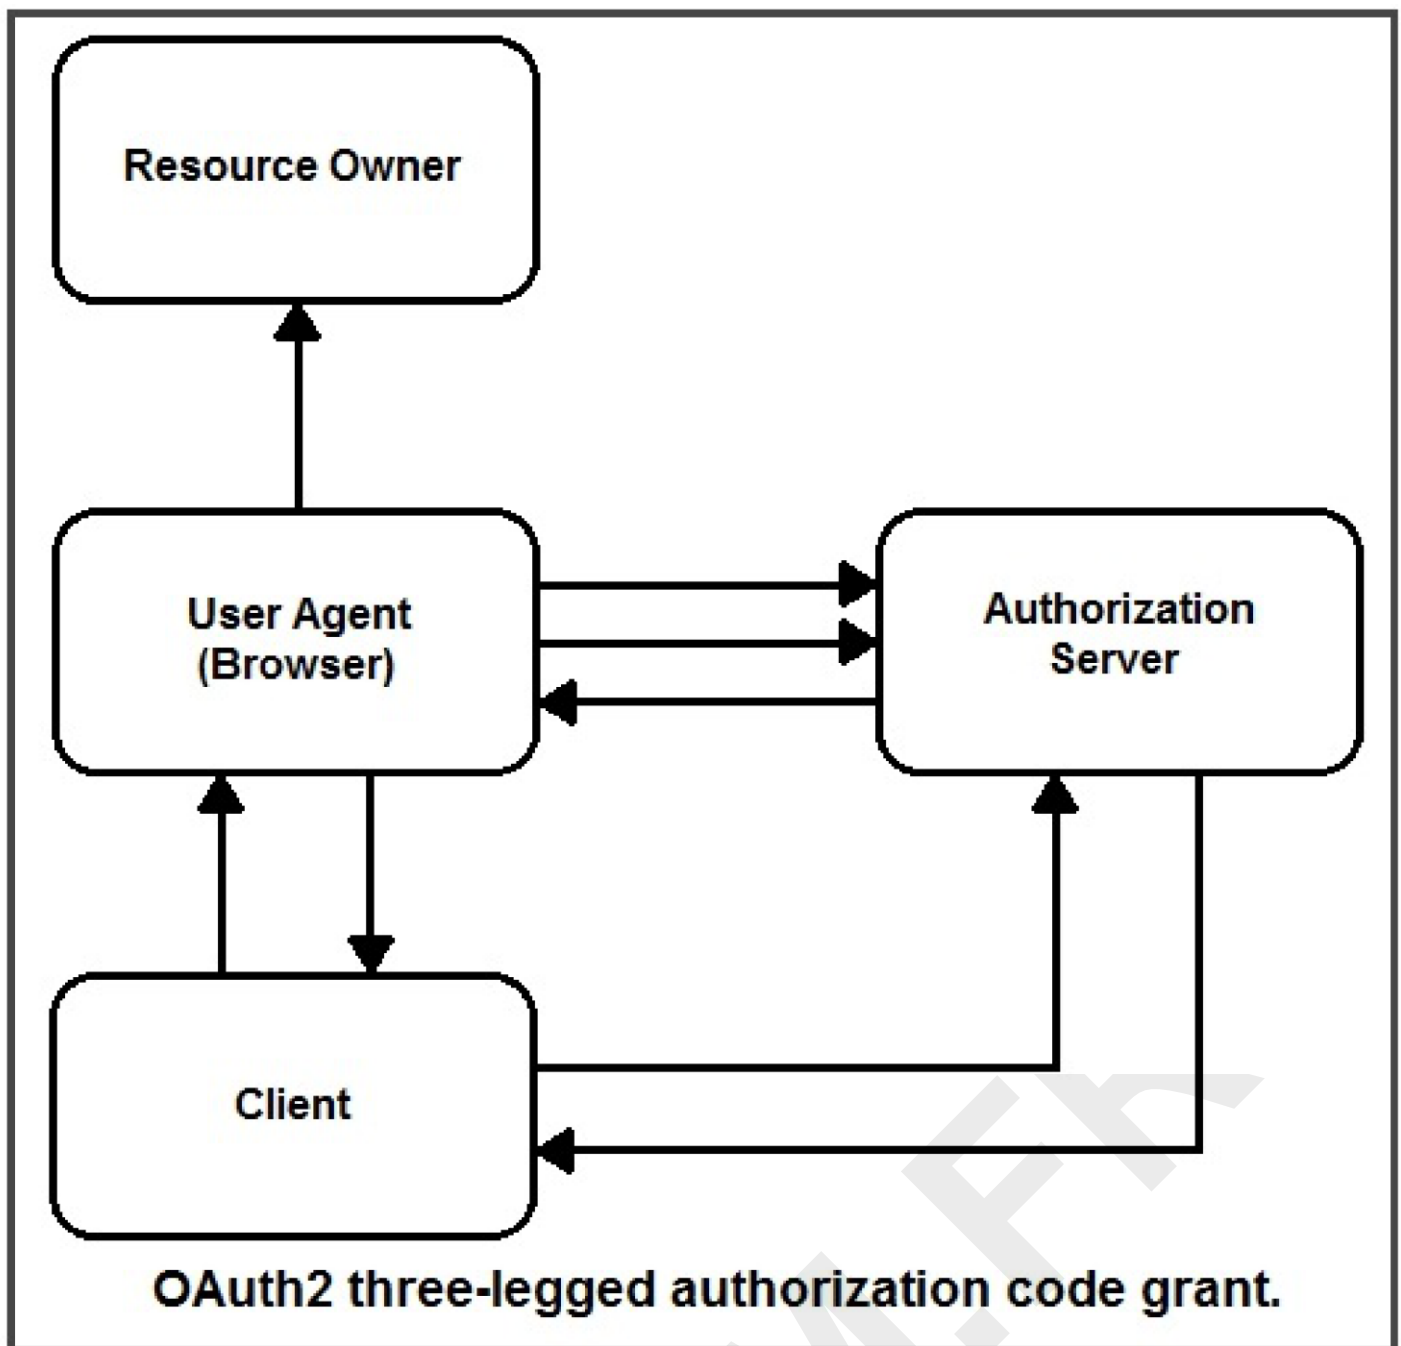 Resource Owner
User Agent
(Browser)
Authorization
Server
Client
OAuth2 three-legged authorization code grant.